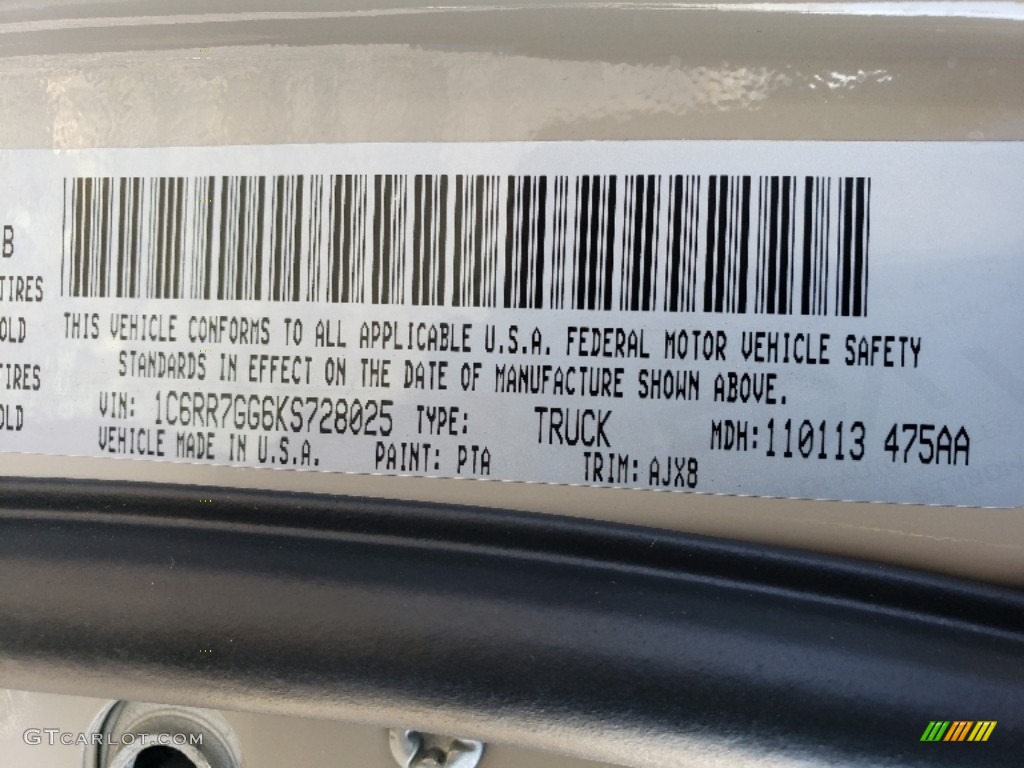 B
TIRES
OLD
TIRES
OLD
THIS VEHICLE CONFORMS TO ALL APPLICABLE U.S.A. FEDERAL MOTOR VEHICLE SAFETY
STANDARDS IN EFFECT ON THE DATE OF MANUFACTURE SHOWN ABOVE.
VIN: 1C6RR7GG6KS728025 TYPE: TRUCK MDH:110113 475AA
VEHICLE MADE IN U.S.A. PAINT: PTA TRIM: AJX8
GTCARLOT.COM